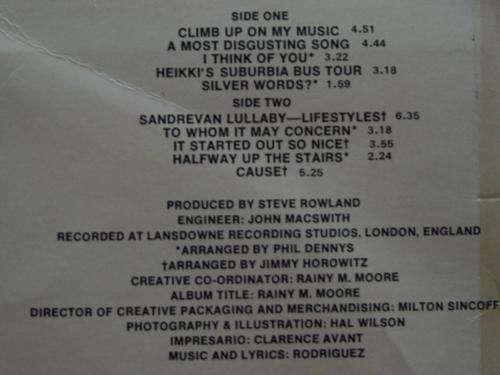 SIDE ONE
CLIMB UP ON MY MUSIC 4.51
A MOST DISGUSTING SONG 4.44
I THINK OF YOU* 3.22
HEIKKI'S SUBURBIA BUS TOUR 3.18
SILVER WORDS?* 1.59
SIDE TWO
SANDREVAN LULLABY—LIFESTYLES† 6.35
TO WHOM IT MAY CONCERN* 3.18
IT STARTED OUT SO NICE† 3.55
HALFWAY UP THE STAIRS* 2.24
CAUSE† 5.25
PRODUCED BY STEVE ROWLAND
ENGINEER: JOHN MACSWITH
RECORDED AT LANSDOWNE RECORDING STUDIOS, LONDON, ENGLAND
*ARRANGED BY PHIL DENNYS
†ARRANGED BY JIMMY HOROWITZ
CREATIVE CO-ORDINATOR: RAINY M. MOORE
ALBUM TITLE: RAINY M. MOORE
DIRECTOR OF CREATIVE PACKAGING AND MERCHANDISING: MILTON SINCOFF
PHOTOGRAPHY & ILLUSTRATION: HAL WILSON
IMPRESARIO: CLARENCE AVANT
MUSIC AND LYRICS: RODRIGUEZ